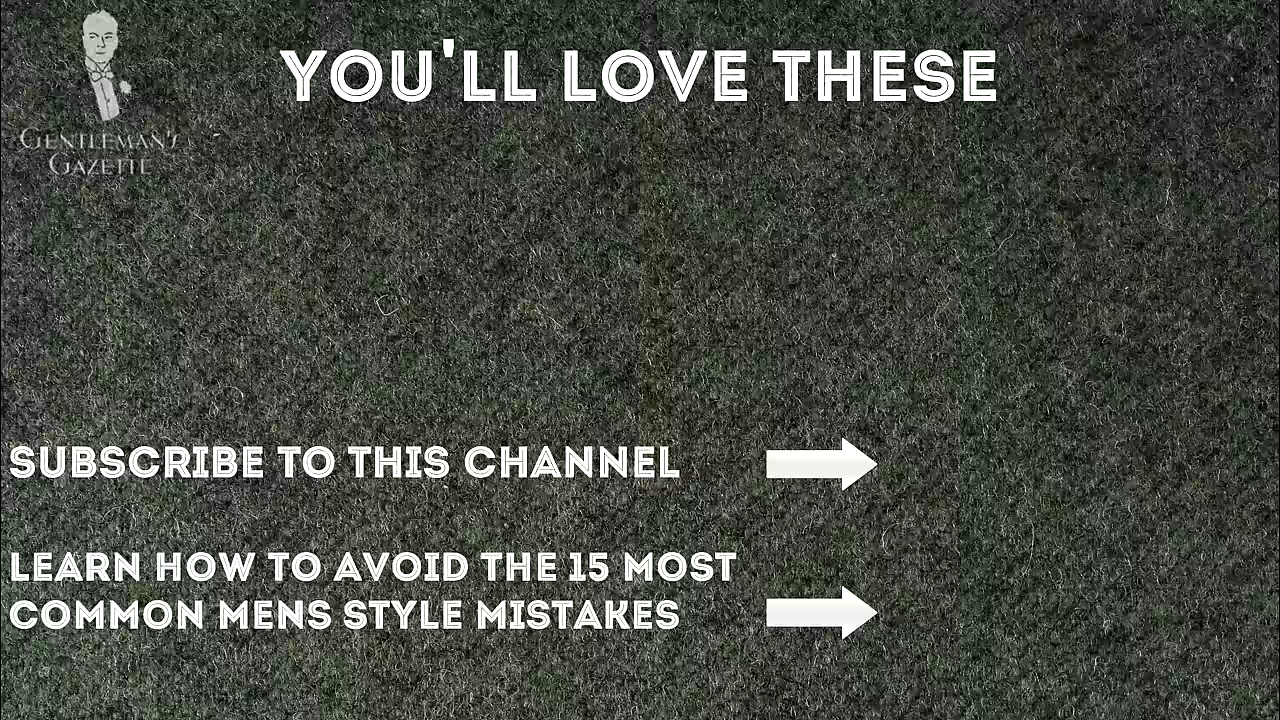 YOU'LL LOVE THESE
GENTLEMAN'S
GAZETTE
SUBSCRIBE TO THIS CHANNEL
LEARN HOW TO AVOID THE 15 MOST
COMMON MENS STYLE MISTAKES